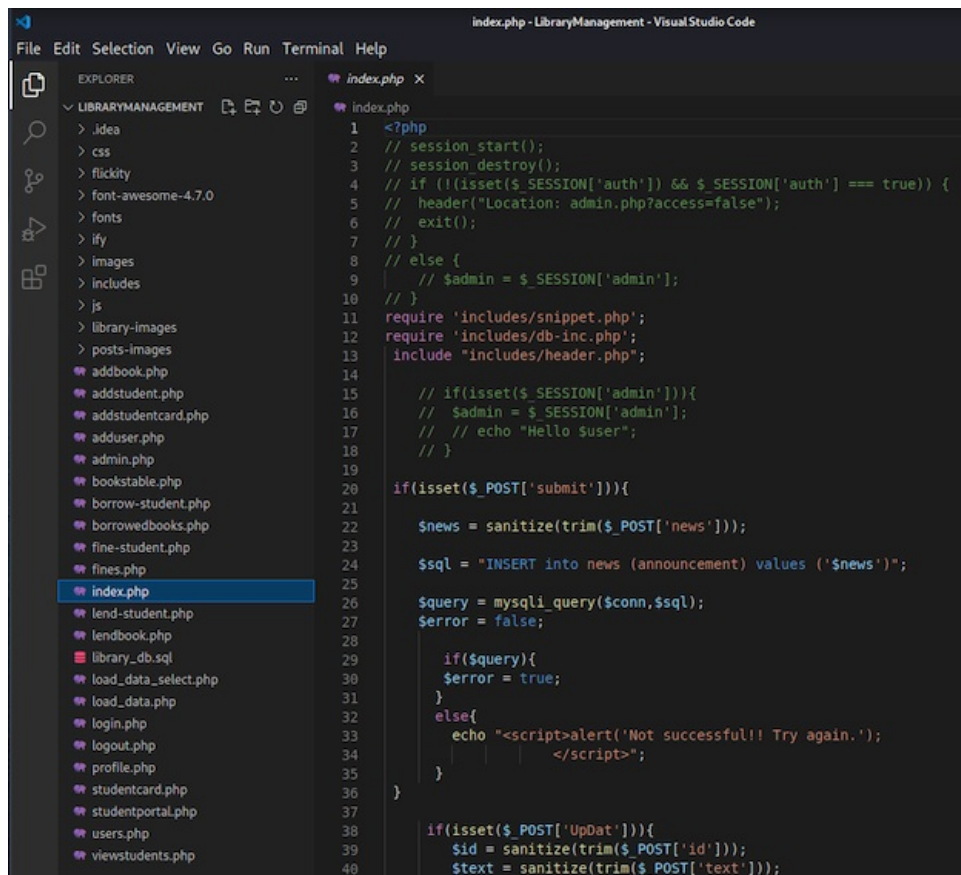 index.php - LibraryManagement - Visual Studio Code
File Edit Selection View Go Run Terminal Help
EXPLORER
LIBRARYMANAGEMENT
.idea
css
flickity
font-awesome-4.7.0
fonts
ify
images
includes
js
library-images
posts-images
addbook.php
addstudent.php
addstudentcard.php
adduser.php
admin.php
bookstable.php
borrow-student.php
borrowedbooks.php
fine-student.php
fines.php
index.php
lend-student.php
lendbook.php
library_db.sql
load_data_select.php
load_data.php
login.php
logout.php
profile.php
studentcard.php
studentportal.php
users.php
viewstudents.php
index.php
index.php
1 <?php
2 // session_start();
3 // session_destroy();
4 // if (!(isset($_SESSION['auth']) && $_SESSION['auth'] === true)) {
5 //  header("Location: admin.php?access=false");
6 //  exit();
7 // }
8 // else {
9     // $admin = $_SESSION['admin'];
10 // }
11 require 'includes/snippet.php';
12 require 'includes/db-inc.php';
13  include "includes/header.php";
14
15     // if(isset($_SESSION['admin'])){
16     //  $admin = $_SESSION['admin'];
17     //  // echo "Hello $user";
18     // }
19
20  if(isset($_POST['submit'])){
21
22     $news = sanitize(trim($_POST['news']));
23
24     $sql = "INSERT into news (announcement) values ('$news')";
25
26     $query = mysqli_query($conn,$sql);
27     $error = false;
28
29        if($query){
30        $error = true;
31       }
32       else{
33         echo "<script>alert('Not successful!! Try again.');
34                     </script>";
35       }
36  }
37
38      if(isset($_POST['UpDat'])){
39         $id = sanitize(trim($_POST['id']));
40         $text = sanitize(trim($_POST['text']));